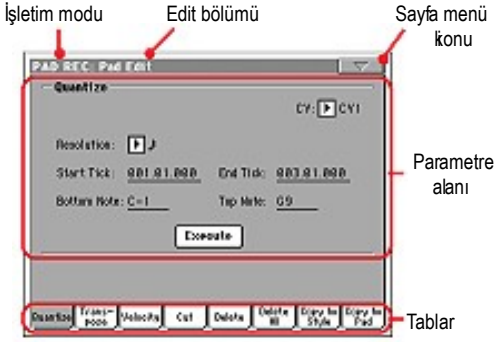 İşletim modu
Edit bölümü
Sayfa menü
konu
PAD REC: Pad Edit
Quantize
CY: CY1
Resolution:
Start Tick: 001.01.000 End Tick: 003.01.000
Bottom Note: C-1 Top Note: G9
Execute
Parametre
alanı
Quantize Trans-pose Velocity Cut Delete Delete All Copy to Style Copy to Pad
Tablar